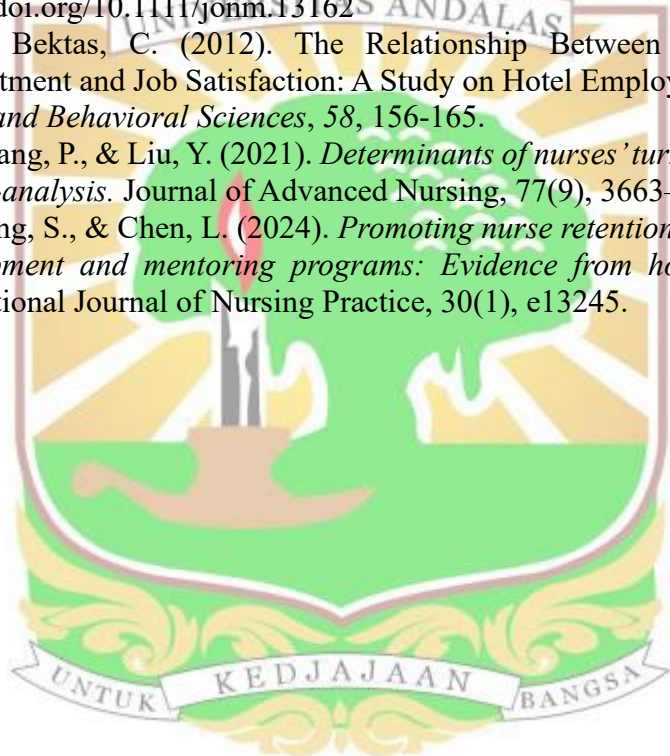 doi.org/10.1111/jonm.13162
UNIVERSITAS ANDALAS
Bektas, C. (2012). The Relationship Between
tment and Job Satisfaction: A Study on Hotel Employ
and Behavioral Sciences, 58, 156-165.
ang, P., & Liu, Y. (2021). Determinants of nurses’ tur
-analysis. Journal of Advanced Nursing, 77(9), 3663–
ng, S., & Chen, L. (2024). Promoting nurse retention
pment and mentoring programs: Evidence from ho
tional Journal of Nursing Practice, 30(1), e13245.
UNTUK KEDJAJAAN BANGSA